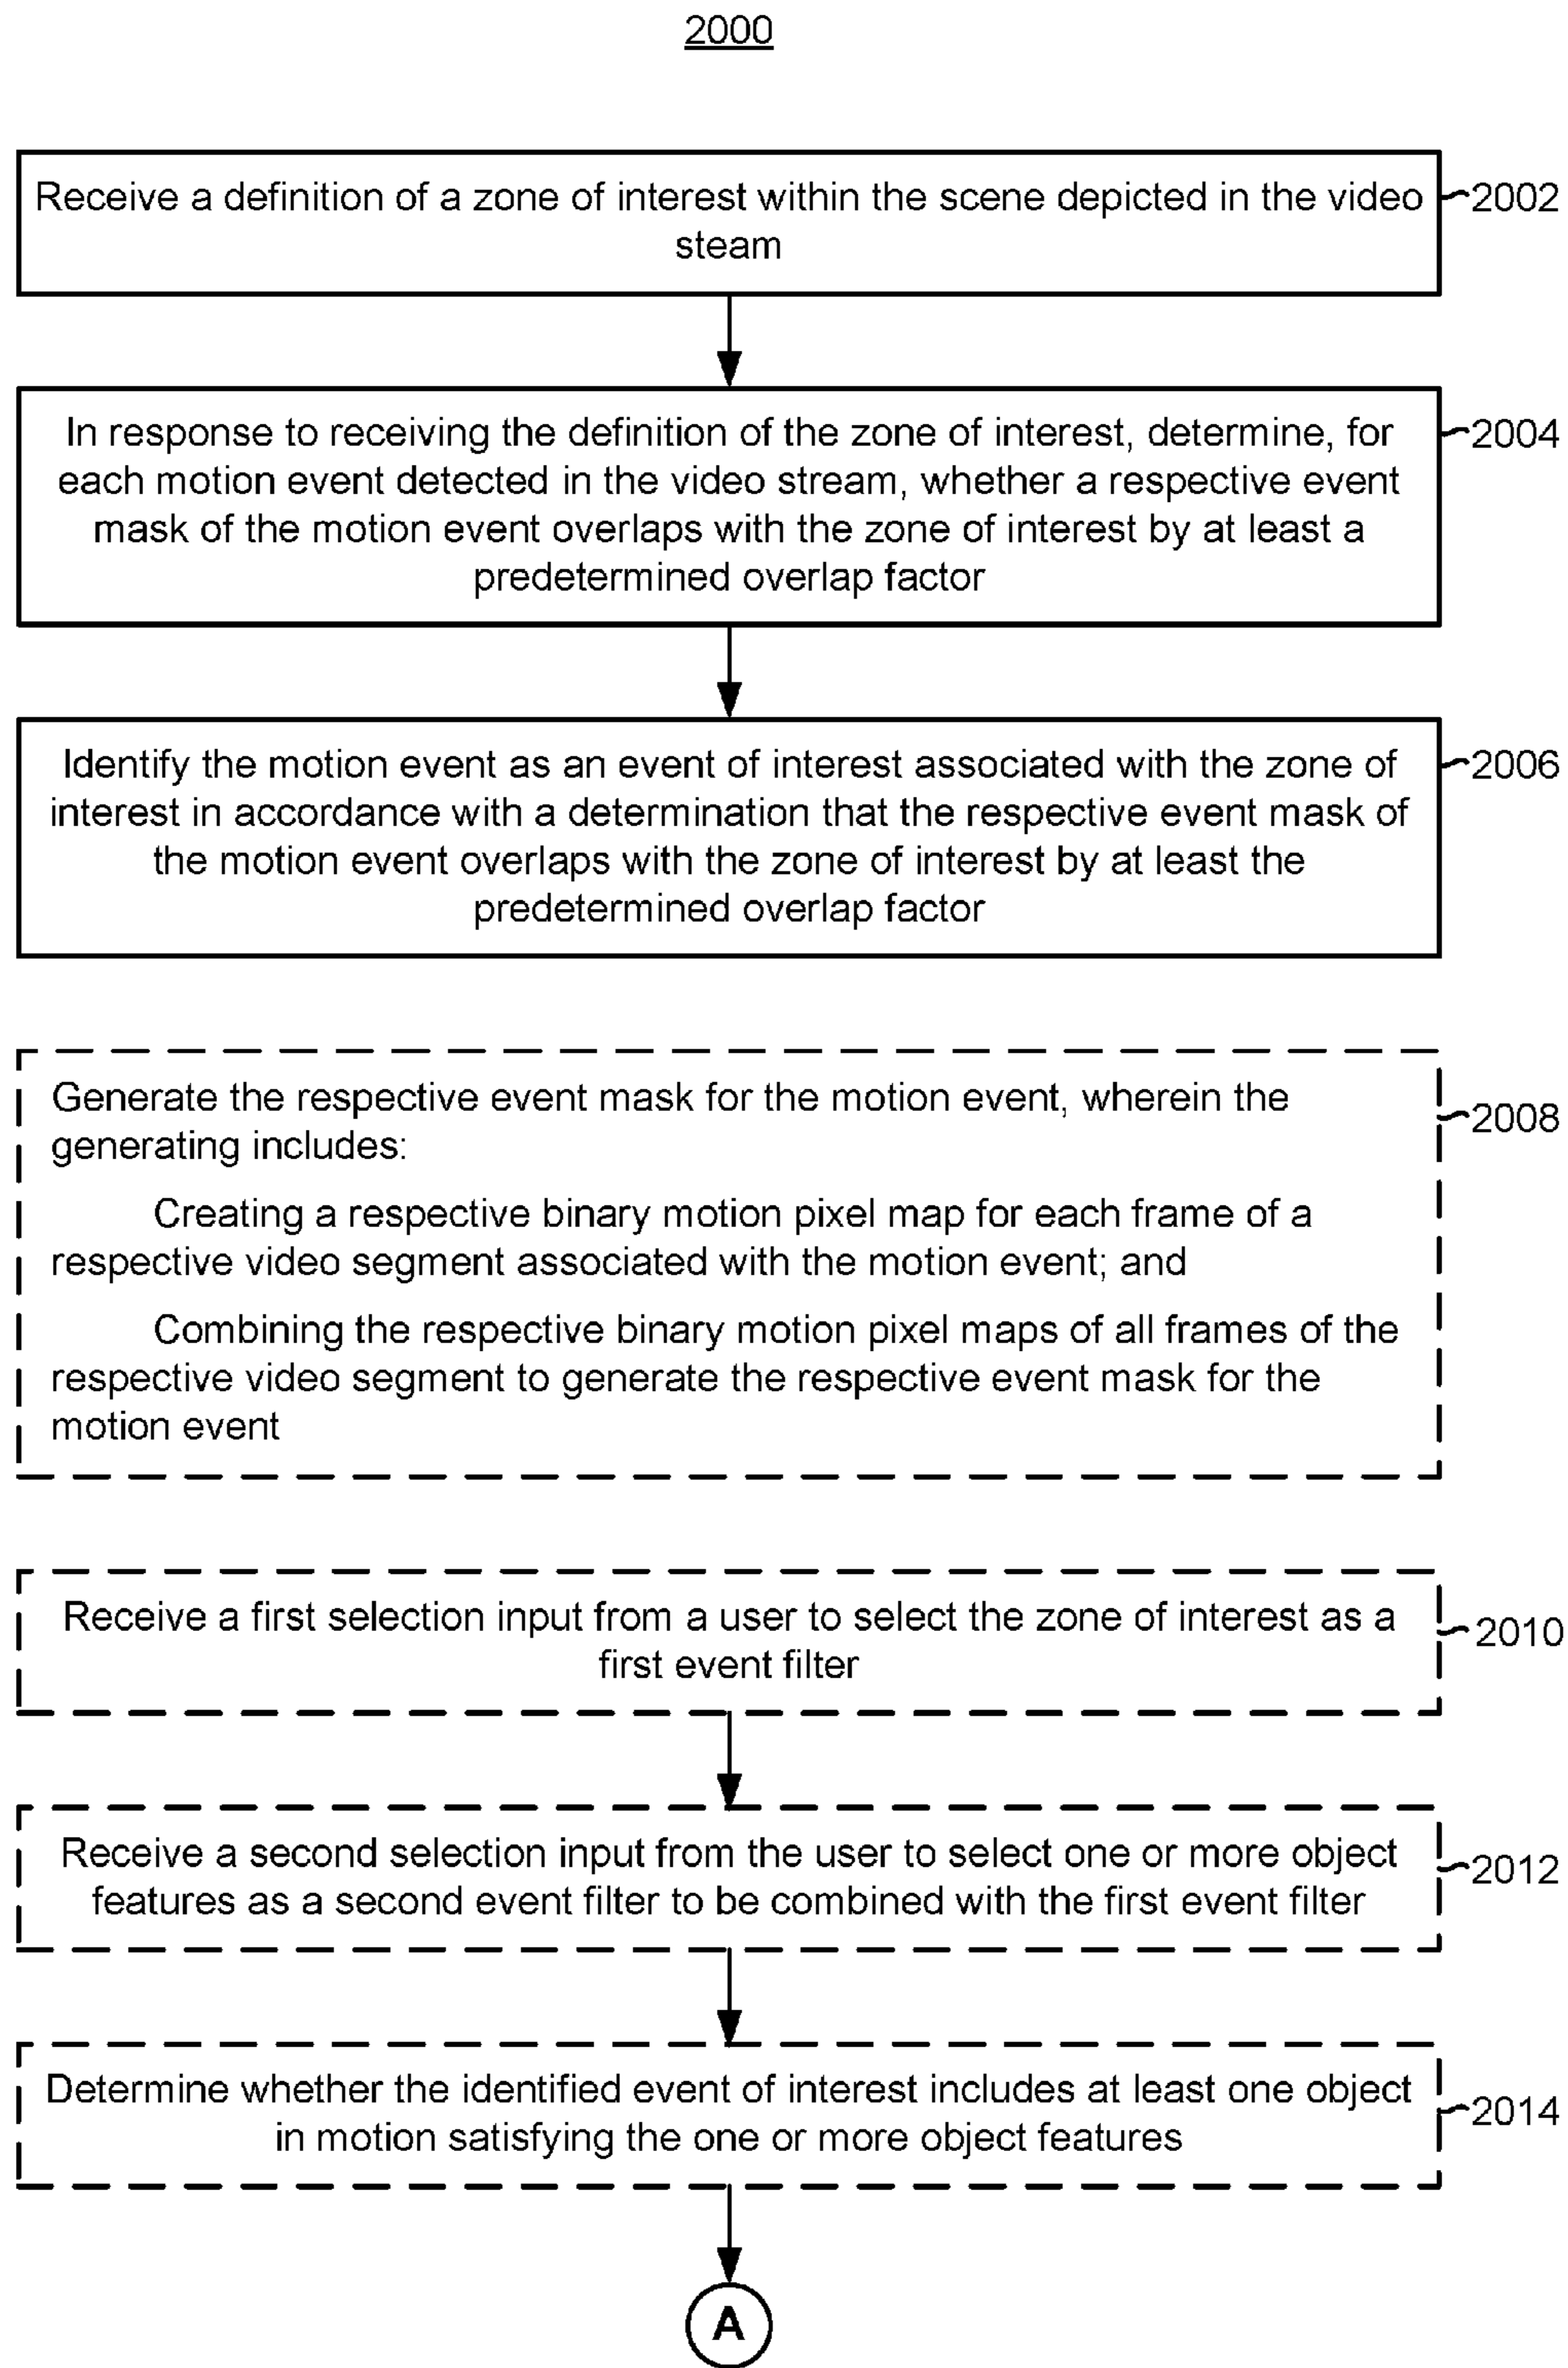 2000
Receive a definition of a zone of interest within the scene depicted in the video
steam
2002
In response to receiving the definition of the zone of interest, determine, for
each motion event detected in the video stream, whether a respective event
mask of the motion event overlaps with the zone of interest by at least a
predetermined overlap factor
2004
Identify the motion event as an event of interest associated with the zone of
interest in accordance with a determination that the respective event mask of
the motion event overlaps with the zone of interest by at least the
predetermined overlap factor
2006
Generate the respective event mask for the motion event, wherein the
generating includes:
Creating a respective binary motion pixel map for each frame of a
respective video segment associated with the motion event; and
Combining the respective binary motion pixel maps of all frames of the
respective video segment to generate the respective event mask for the
motion event
2008
Receive a first selection input from a user to select the zone of interest as a
first event filter
2010
Receive a second selection input from the user to select one or more object
features as a second event filter to be combined with the first event filter
2012
Determine whether the identified event of interest includes at least one object
in motion satisfying the one or more object features
2014
A